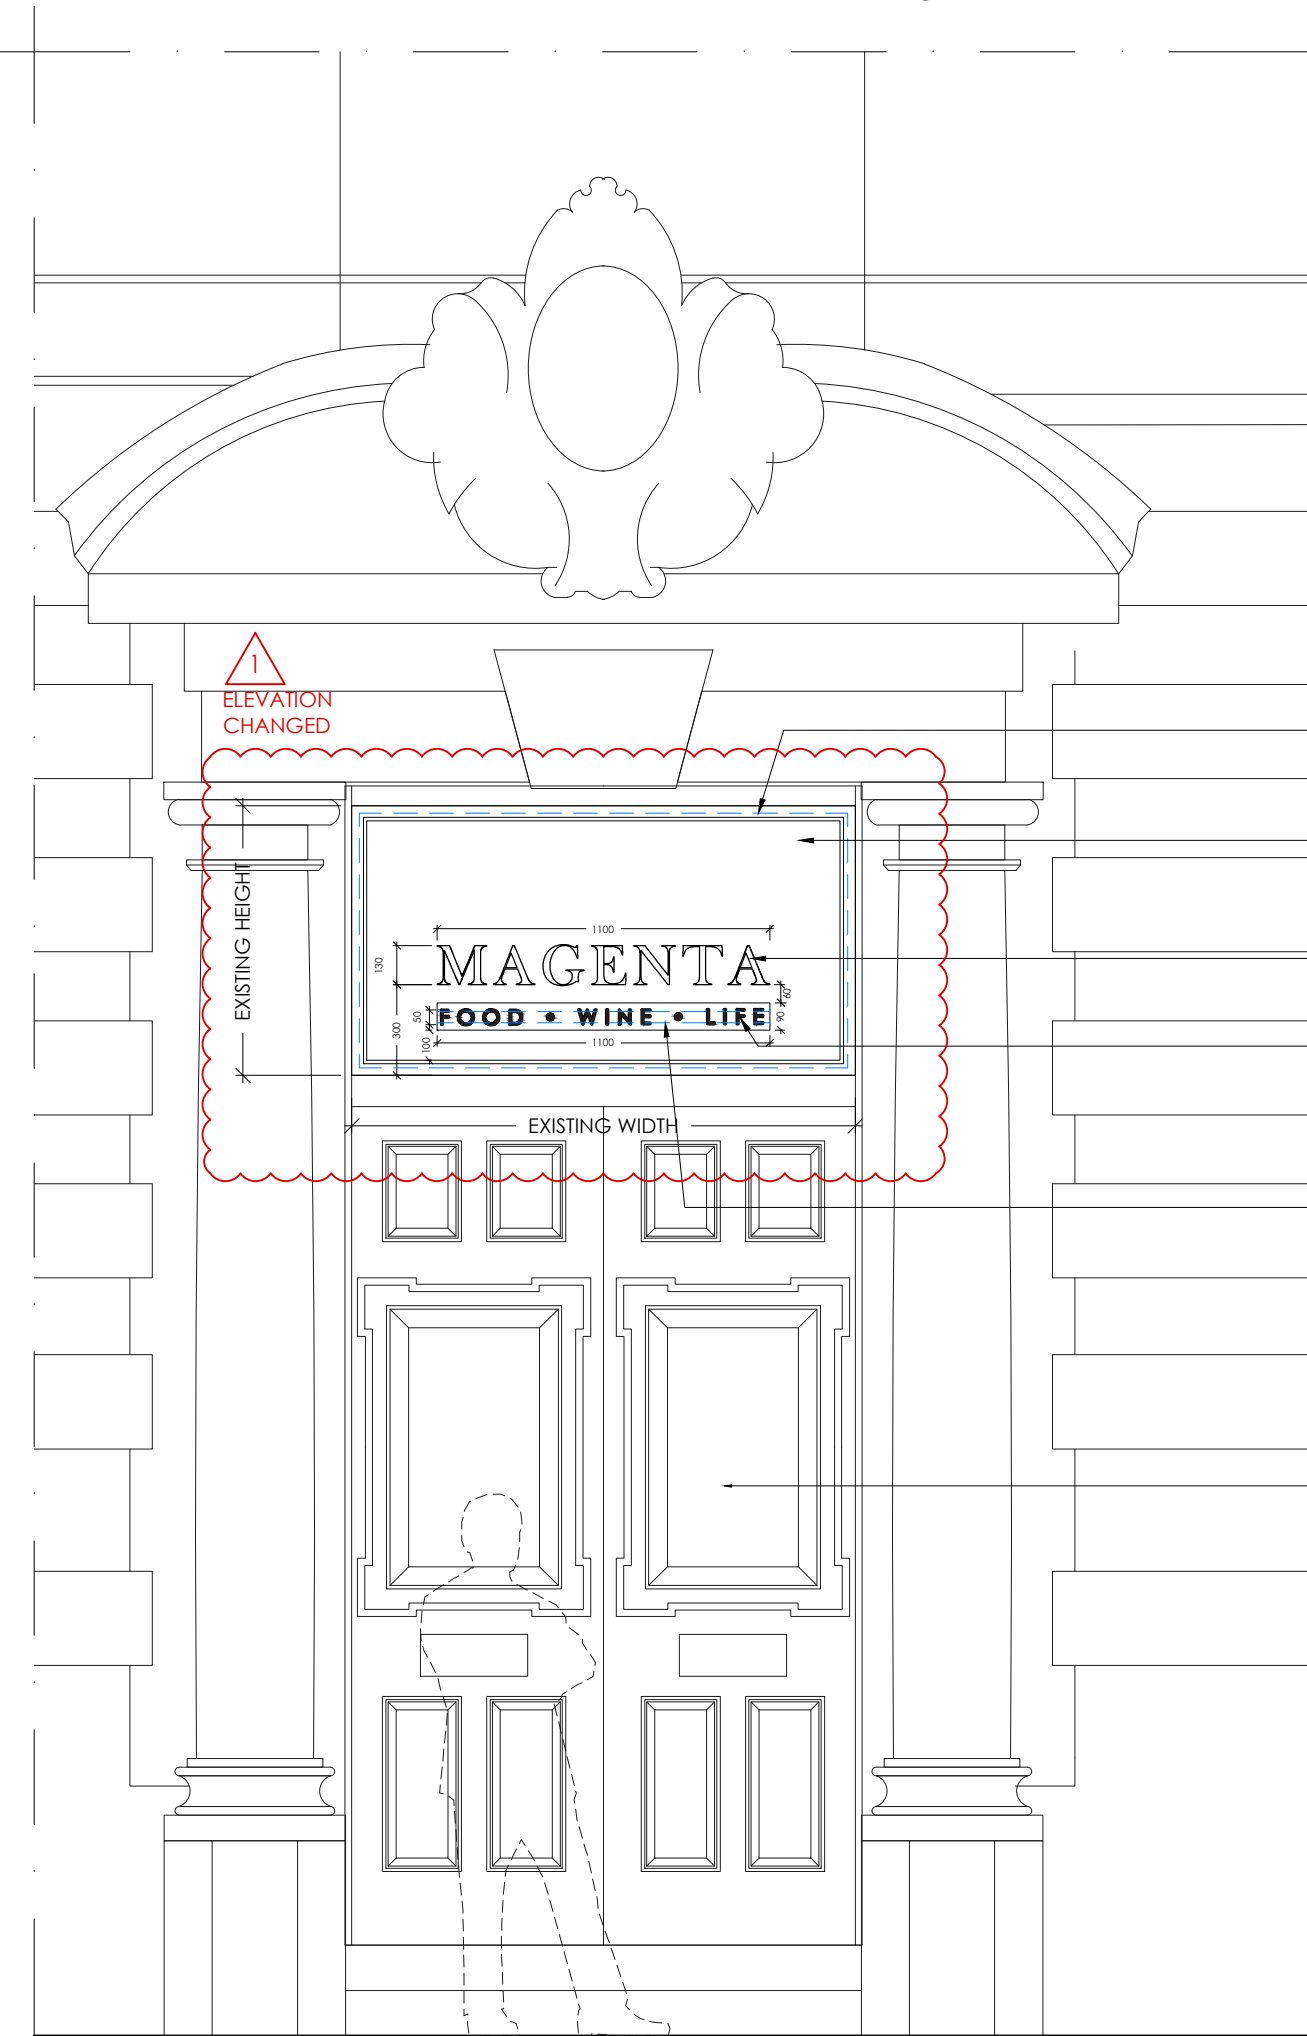 1
ELEVATION
CHANGED
EXISTING HEIGHT
1100
130
MAGENTA
60
50
FOOD • WINE • LIFE
90
300
100
1100
EXISTING WIDTH